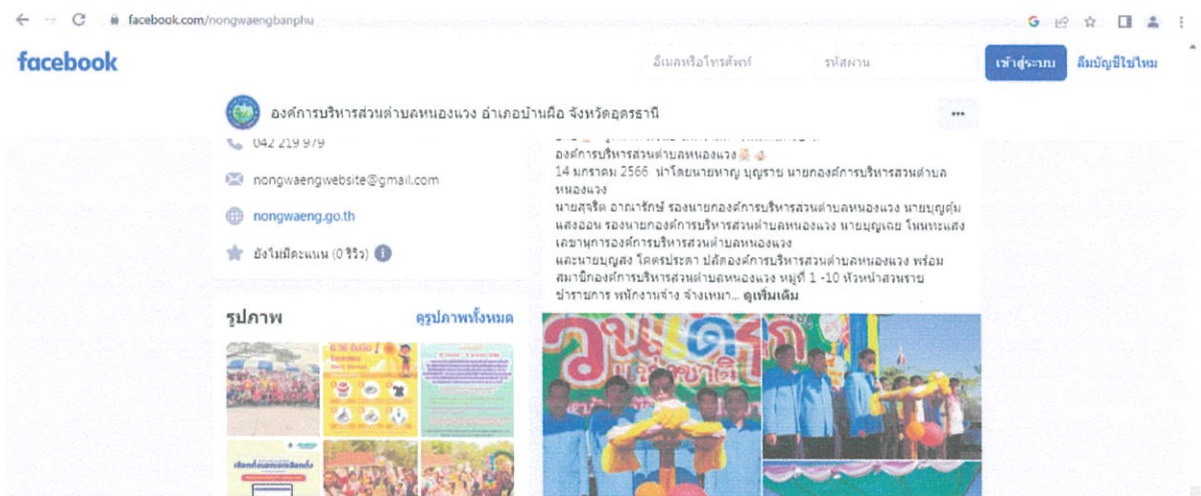 facebook.com/nongwaengbanphu
facebook
อีเมลหรือโทรศัพท์
รหัสผ่าน
เข้าสู่ระบบ
ลืมบัญชีใช่ไหม
องค์การบริหารส่วนตำบลหนองแวง อำเภอบ้านผือ จังหวัดอุดรธานี
042 219 979
nongwaengwebsite@gmail.com
nongwaeng.go.th
ยังไม่มีคะแนน (0 รีวิว)
รูปภาพ
ดูรูปภาพทั้งหมด
องค์การบริหารส่วนตำบลหนองแวง
14 มกราคม 2566 นำโดยนายหาญ บุญราช นายกองค์การบริหารส่วนตำบล
หนองแวง
นายสุจริต อาณารักษ์ รองนายกองค์การบริหารส่วนตำบลหนองแวง นายบุญคุ้ม
แสงออน รองนายกองค์การบริหารส่วนตำบลหนองแวง นายบุญเฉย โนนทะแสง
เลขานุการองค์การบริหารส่วนตำบลหนองแวง
และนายบุญสง โคตรประดา ปลัดองค์การบริหารส่วนตำบลหนองแวง พร้อม
สมาชิกองค์การบริหารส่วนตำบลหนองแวง หมู่ที่ 1 -10 หัวหน้าส่วนราช
ข้าราชการ พนักงานจ้าง จ้างเหมา... ดูเพิ่มเติม
วันเด็ก
แห่งชาติ